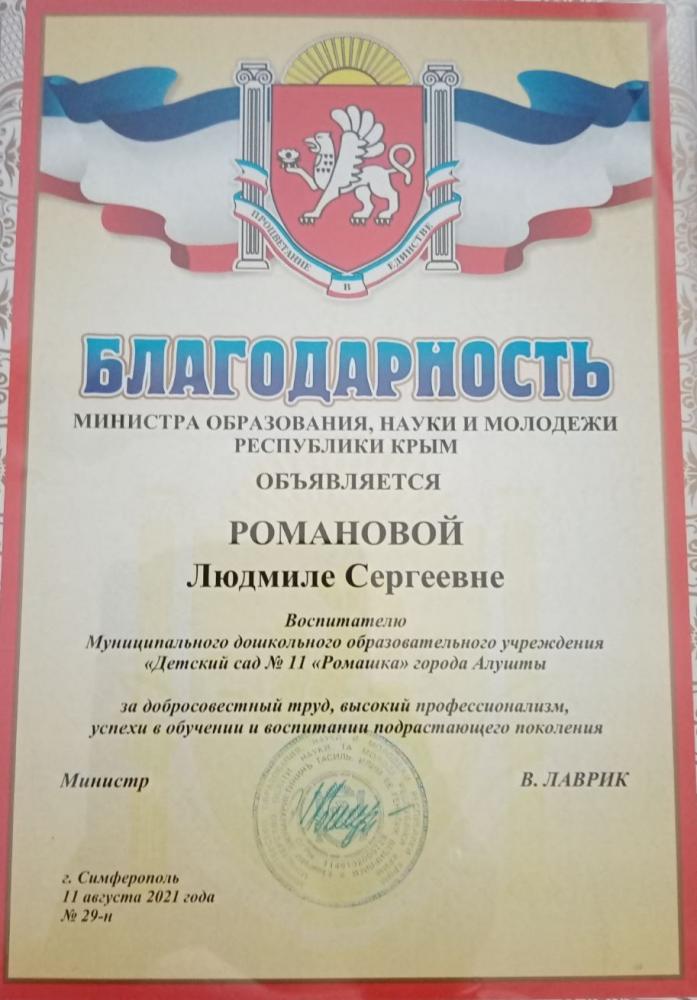 ПРОЦВЕТАНИЕ В ЕДИНСТВЕ
БЛАГОДАРНОСТЬ
МИНИСТРА ОБРАЗОВАНИЯ, НАУКИ И МОЛОДЕЖИ
РЕСПУБЛИКИ КРЫМ
ОБЪЯВЛЯЕТСЯ
РОМАНОВОЙ
Людмиле Сергеевне
Воспитателю
Муниципального дошкольного образовательного учреждения
«Детский сад № 11 «Ромашка» города Алушты
за добросовестный труд, высокий профессионализм,
успехи в обучении и воспитании подрастающего поколения
Министр В. ЛАВРИК
г. Симферополь
11 августа 2021 года
№ 29-н